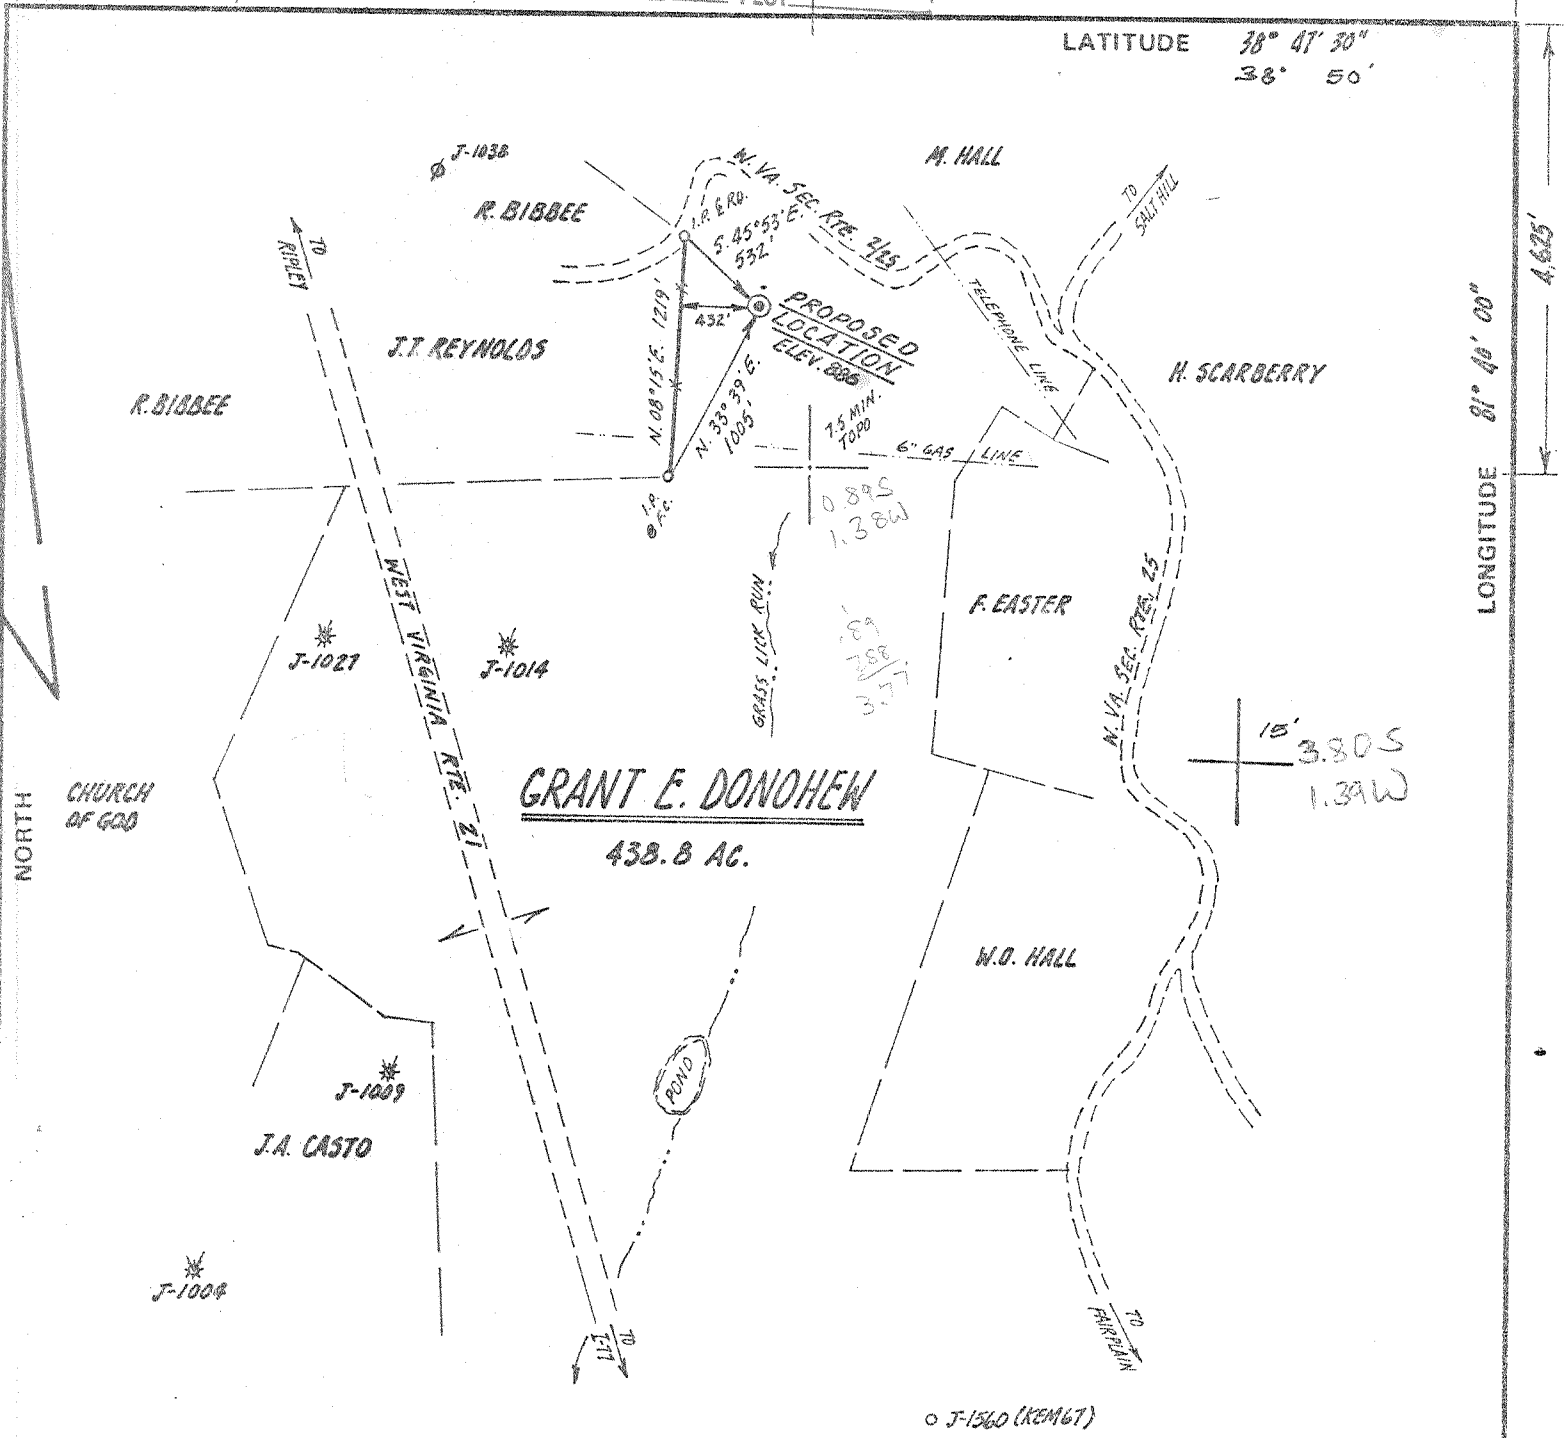 LATITUDE 38° 47' 30"
38° 50'
4,625'
LONGITUDE 81° 40' 00"
J-1038
R. BIBBEE
M. HALL
W. VA. SEC. RTE. 2/25
TO
SALT HILL
TO
RIPLEY
I.P. & RD.
S. 45° 53' E.
532'
N. 08° 15' E. 1219'
432'
PROPOSED
LOCATION
ELEV. 886
J.T. REYNOLDS
TELEPHONE LINE
H. SCARBERRY
R. BIBBEE
N. 33° 39' E.
1005'
7.5 MIN.
TOPO
6" GAS LINE
0.89S
1.38W
I.P.
@ F.C.
WEST VIRGINIA RTE. 21
J-1027
J-1014
GRASS LICK RUN
F. EASTER
.89
2.88
3.77
W. VA. SEC. RTE. 25
15'
3.80S
1.39W
NORTH
CHURCH
OF GOD
GRANT E. DONOHEW
438.8 AC.
W.O. HALL
J-1009
POND
J.A. CASTO
J-1004
TO
I-77
TO
FAIRPLAIN
J-1560 (KEM67)